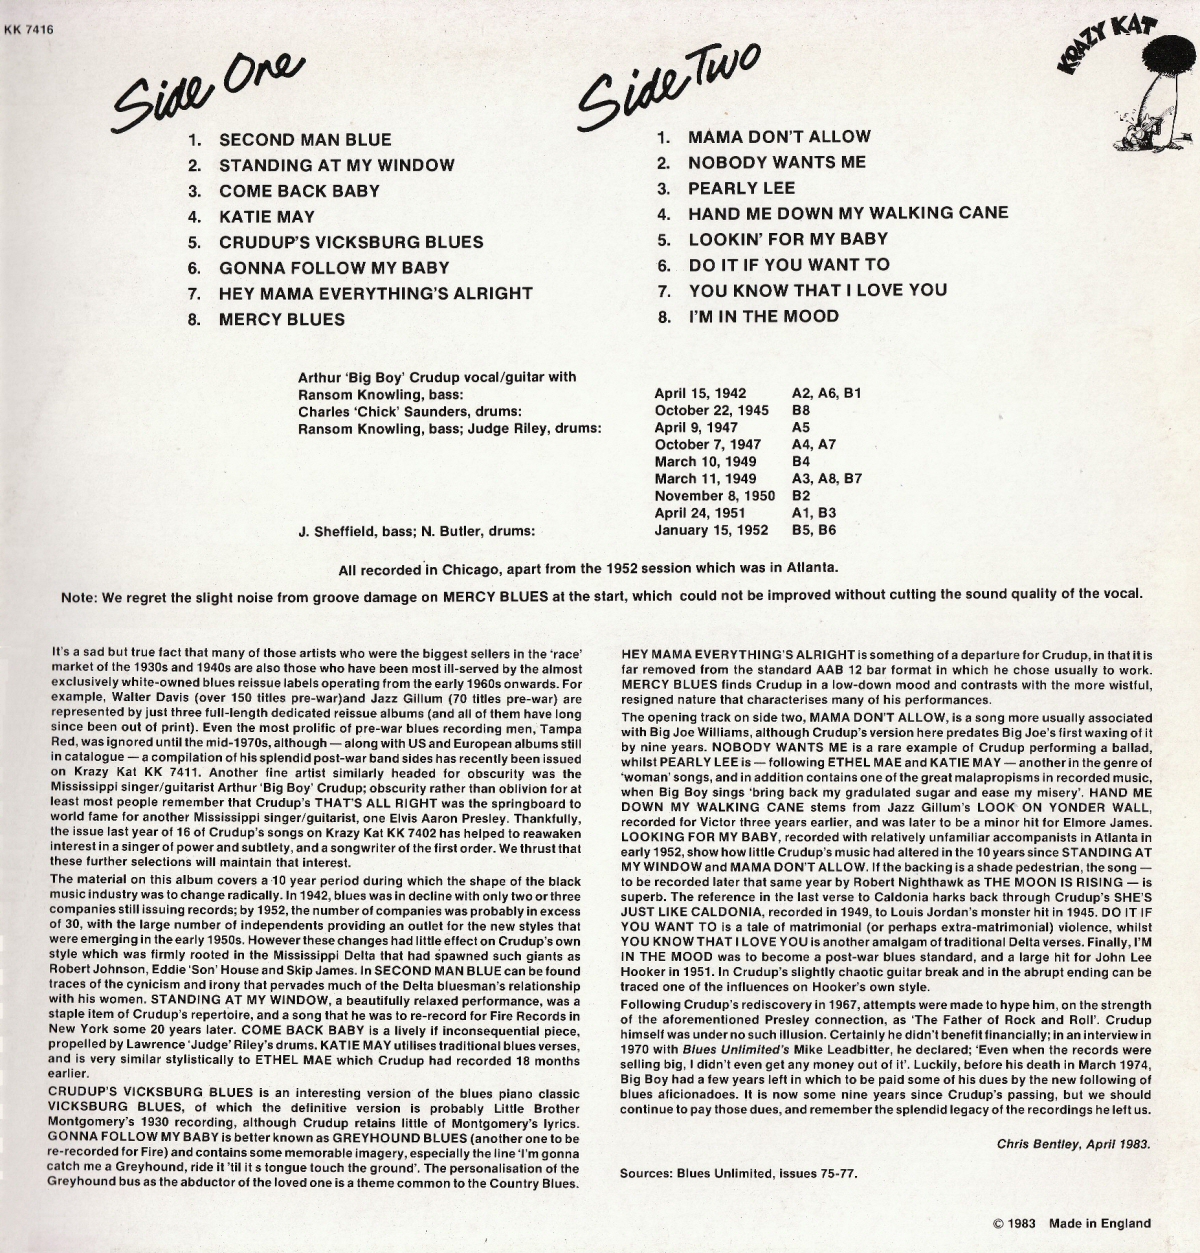 KK 7416
KRAZY KAT
Side One
1. SECOND MAN BLUE
2. STANDING AT MY WINDOW
3. COME BACK BABY
4. KATIE MAY
5. CRUDUP'S VICKSBURG BLUES
6. GONNA FOLLOW MY BABY
7. HEY MAMA EVERYTHING'S ALRIGHT
8. MERCY BLUES
Side Two
1. MAMA DON'T ALLOW
2. NOBODY WANTS ME
3. PEARLY LEE
4. HAND ME DOWN MY WALKING CANE
5. LOOKIN' FOR MY BABY
6. DO IT IF YOU WANT TO
7. YOU KNOW THAT I LOVE YOU
8. I'M IN THE MOOD
Arthur 'Big Boy' Crudup vocal/guitar with
Ransom Knowling, bass: April 15, 1942 A2, A6, B1
Charles 'Chick' Saunders, drums: October 22, 1945 B8
Ransom Knowling, bass; Judge Riley, drums: April 9, 1947 A5
October 7, 1947 A4, A7
March 10, 1949 B4
March 11, 1949 A3, A8, B7
November 8, 1950 B2
April 24, 1951 A1, B3
J. Sheffield, bass; N. Butler, drums: January 15, 1952 B5, B6
All recorded in Chicago, apart from the 1952 session which was in Atlanta.
Note: We regret the slight noise from groove damage on MERCY BLUES at the start, which could not be improved without cutting the sound quality of the vocal.
It's a sad but true fact that many of those artists who were the biggest sellers in the 'race'
market of the 1930s and 1940s are also those who have been most ill-served by the almost
exclusively white-owned blues reissue labels operating from the early 1960s onwards. For
example, Walter Davis (over 150 titles pre-war)and Jazz Gillum (70 titles pre-war) are
represented by just three full-length dedicated reissue albums (and all of them have long
since been out of print). Even the most prolific of pre-war blues recording men, Tampa
Red, was ignored until the mid-1970s, although — along with US and European albums still
in catalogue — a compilation of his splendid post-war band sides has recently been issued
on Krazy Kat KK 7411. Another fine artist similarly headed for obscurity was the
Mississippi singer/guitarist Arthur 'Big Boy' Crudup; obscurity rather than oblivion for at
least most people remember that Crudup's THAT'S ALL RIGHT was the springboard to
world fame for another Mississippi singer/guitarist, one Elvis Aaron Presley. Thankfully,
the issue last year of 16 of Crudup's songs on Krazy Kat KK 7402 has helped to reawaken
interest in a singer of power and subtlety, and a songwriter of the first order. We thrust that
these further selections will maintain that interest.
The material on this album covers a 10 year period during which the shape of the black
music industry was to change radically. In 1942, blues was in decline with only two or three
companies still issuing records; by 1952, the number of companies was probably in excess
of 30, with the large number of independents providing an outlet for the new styles that
were emerging in the early 1950s. However these changes had little effect on Crudup's own
style which was firmly rooted in the Mississippi Delta that had spawned such giants as
Robert Johnson, Eddie 'Son' House and Skip James. In SECOND MAN BLUE can be found
traces of the cynicism and irony that pervades much of the Delta bluesman's relationship
with his women. STANDING AT MY WINDOW, a beautifully relaxed performance, was a
staple item of Crudup's repertoire, and a song that he was to re-record for Fire Records in
New York some 20 years later. COME BACK BABY is a lively if inconsequential piece,
propelled by Lawrence 'Judge' Riley's drums. KATIE MAY utilises traditional blues verses,
and is very similar stylistically to ETHEL MAE which Crudup had recorded 18 months
earlier.
CRUDUP'S VICKSBURG BLUES is an interesting version of the blues piano classic
VICKSBURG BLUES, of which the definitive version is probably Little Brother
Montgomery's 1930 recording, although Crudup retains little of Montgomery's lyrics.
GONNA FOLLOW MY BABY is better known as GREYHOUND BLUES (another one to be
re-recorded for Fire) and contains some memorable imagery, especially the line 'I'm gonna
catch me a Greyhound, ride it 'til it s tongue touch the ground'. The personalisation of the
Greyhound bus as the abductor of the loved one is a theme common to the Country Blues.
HEY MAMA EVERYTHING'S ALRIGHT is something of a departure for Crudup, in that it is
far removed from the standard AAB 12 bar format in which he chose usually to work.
MERCY BLUES finds Crudup in a low-down mood and contrasts with the more wistful,
resigned nature that characterises many of his performances.
The opening track on side two, MAMA DON'T ALLOW, is a song more usually associated
with Big Joe Williams, although Crudup's version here predates Big Joe's first waxing of it
by nine years. NOBODY WANTS ME is a rare example of Crudup performing a ballad,
whilst PEARLY LEE is — following ETHEL MAE and KATIE MAY — another in the genre of
'woman' songs, and in addition contains one of the great malapropisms in recorded music,
when Big Boy sings 'bring back my gradulated sugar and ease my misery'. HAND ME
DOWN MY WALKING CANE stems from Jazz Gillum's LOOK ON YONDER WALL,
recorded for Victor three years earlier, and was later to be a minor hit for Elmore James.
LOOKING FOR MY BABY, recorded with relatively unfamiliar accompanists in Atlanta in
early 1952, show how little Crudup's music had altered in the 10 years since STANDING AT
MY WINDOW and MAMA DON'T ALLOW. If the backing is a shade pedestrian, the song —
to be recorded later that same year by Robert Nighthawk as THE MOON IS RISING — is
superb. The reference in the last verse to Caldonia harks back through Crudup's SHE'S
JUST LIKE CALDONIA, recorded in 1949, to Louis Jordan's monster hit in 1945. DO IT IF
YOU WANT TO is a tale of matrimonial (or perhaps extra-matrimonial) violence, whilst
YOU KNOW THAT I LOVE YOU is another amalgam of traditional Delta verses. Finally, I'M
IN THE MOOD was to become a post-war blues standard, and a large hit for John Lee
Hooker in 1951. In Crudup's slightly chaotic guitar break and in the abrupt ending can be
traced one of the influences on Hooker's own style.
Following Crudup's rediscovery in 1967, attempts were made to hype him, on the strength
of the aforementioned Presley connection, as 'The Father of Rock and Roll'. Crudup
himself was under no such illusion. Certainly he didn't benefit financially; in an interview in
1970 with Blues Unlimited's Mike Leadbitter, he declared; 'Even when the records were
selling big, I didn't even get any money out of it'. Luckily, before his death in March 1974,
Big Boy had a few years left in which to be paid some of his dues by the new following of
blues aficionadoes. It is now some nine years since Crudup's passing, but we should
continue to pay those dues, and remember the splendid legacy of the recordings he left us.
Chris Bentley, April 1983.
Sources: Blues Unlimited, issues 75-77.
© 1983 Made in England